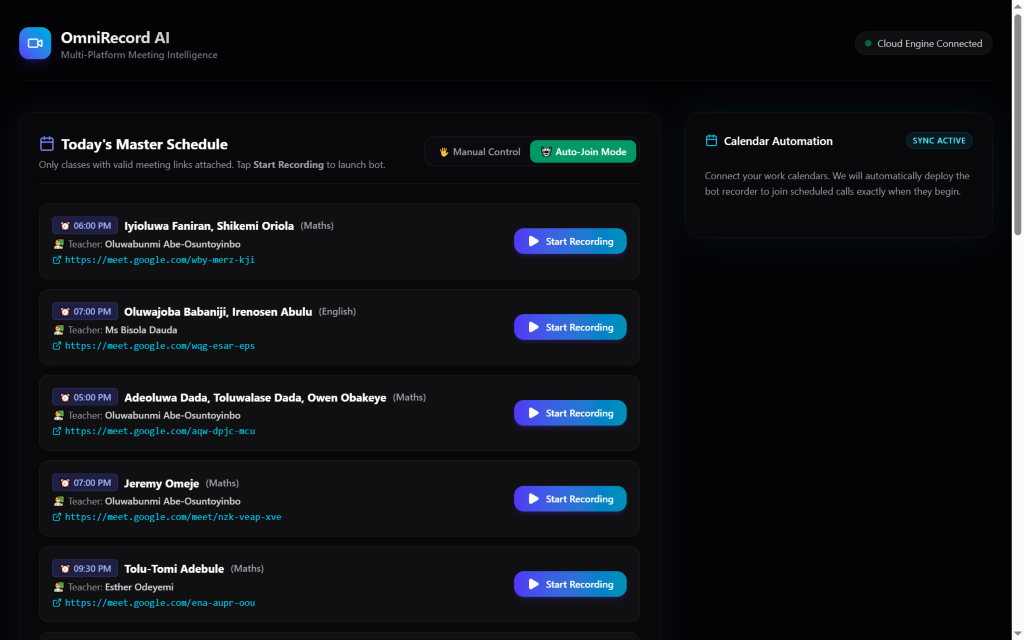 OmniRecord AI
Multi-Platform Meeting Intelligence
Cloud Engine Connected
Today's Master Schedule
Only classes with valid meeting links attached. Tap Start Recording to launch bot.
Manual Control
Auto-Join Mode
06:00 PM Iyioluwa Faniran, Shikemi Oriola (Maths)
Teacher: Oluwabunmi Abe-Osuntoyinbo
https://meet.google.com/wby-merz-kji
Start Recording
07:00 PM Oluwajoba Babaniji, Irenosen Abulu (English)
Teacher: Ms Bisola Dauda
https://meet.google.com/wqg-esar-eps
Start Recording
05:00 PM Adeoluwa Dada, Toluwalase Dada, Owen Obakeye (Maths)
Teacher: Oluwabunmi Abe-Osuntoyinbo
https://meet.google.com/aqw-dpjc-mcu
Start Recording
07:00 PM Jeremy Omeje (Maths)
Teacher: Oluwabunmi Abe-Osuntoyinbo
https://meet.google.com/meet/nzk-veap-xve
Start Recording
09:30 PM Tolu-Tomi Adebule (Maths)
Teacher: Esther Odeyemi
https://meet.google.com/ena-aupr-oou
Start Recording
Calendar Automation
SYNC ACTIVE
Connect your work calendars. We will automatically deploy the
bot recorder to join scheduled calls exactly when they begin.